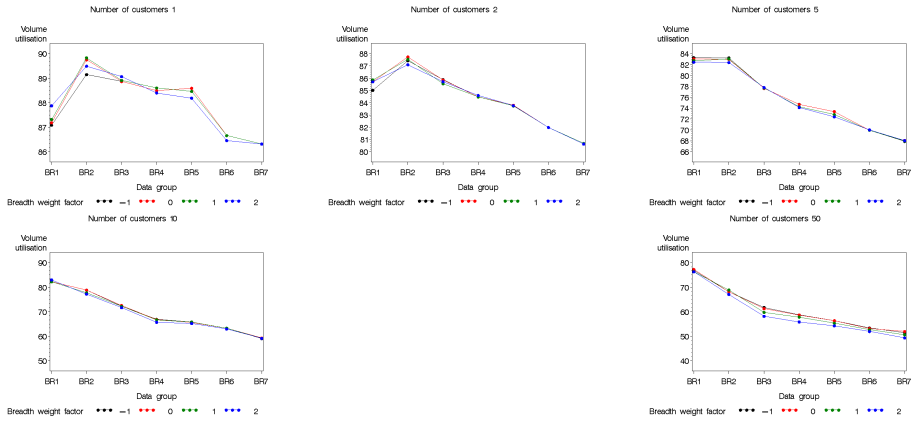 Number of customers 1
Volume
utilisation
90
89
88
87
86
BR1 BR2 BR3 BR4 BR5 BR6 BR7
Data group
Breadth weight factor −1 0 1 2
Number of customers 2
Volume
utilisation
88
87
86
85
84
83
82
81
80
BR1 BR2 BR3 BR4 BR5 BR6 BR7
Data group
Breadth weight factor −1 0 1 2
Number of customers 5
Volume
utilisation
84
82
80
78
76
74
72
70
68
66
BR1 BR2 BR3 BR4 BR5 BR6 BR7
Data group
Breadth weight factor −1 0 1 2
Number of customers 10
Volume
utilisation
90
80
70
60
50
BR1 BR2 BR3 BR4 BR5 BR6 BR7
Data group
Breadth weight factor −1 0 1 2
Number of customers 50
Volume
utilisation
80
70
60
50
40
BR1 BR2 BR3 BR4 BR5 BR6 BR7
Data group
Breadth weight factor −1 0 1 2